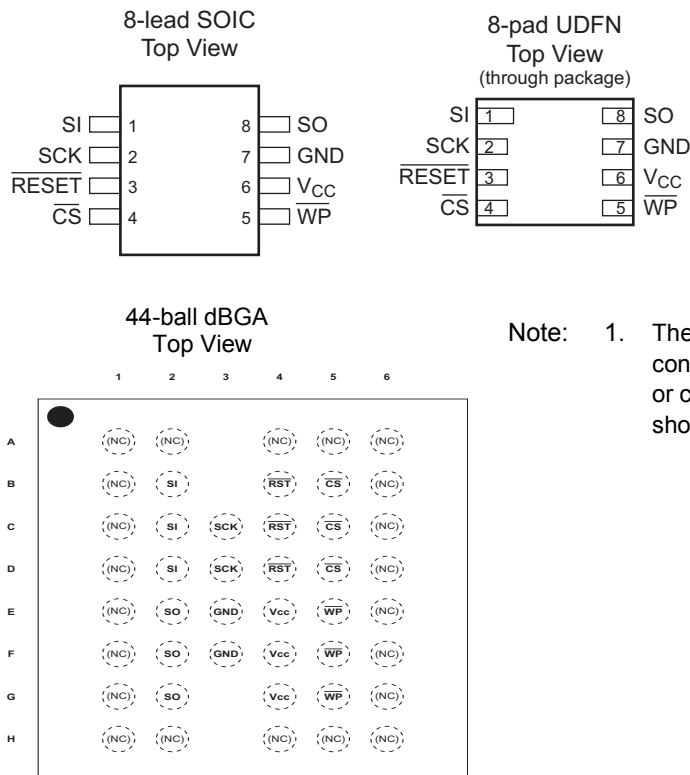 8-lead SOIC
Top View
SI 1 8 SO
SCK 2 7 GND
RESET 3 6 VCC
CS 4 5 WP
8-pad UDFN
Top View
(through package)
SI 1 8 SO
SCK 2 7 GND
RESET 3 6 VCC
CS 4 5 WP
44-ball dBGA
Top View
1 2 3 4 5 6
A (NC) (NC) (NC) (NC) (NC)
B (NC) SI RST CS (NC)
C (NC) SI SCK RST CS (NC)
D (NC) SI SCK RST CS (NC)
E (NC) SO GND Vcc WP (NC)
F (NC) SO GND Vcc WP (NC)
G (NC) SO Vcc WP (NC)
H (NC) (NC) (NC) (NC) (NC)
Note: 1. The
con
or c
sho